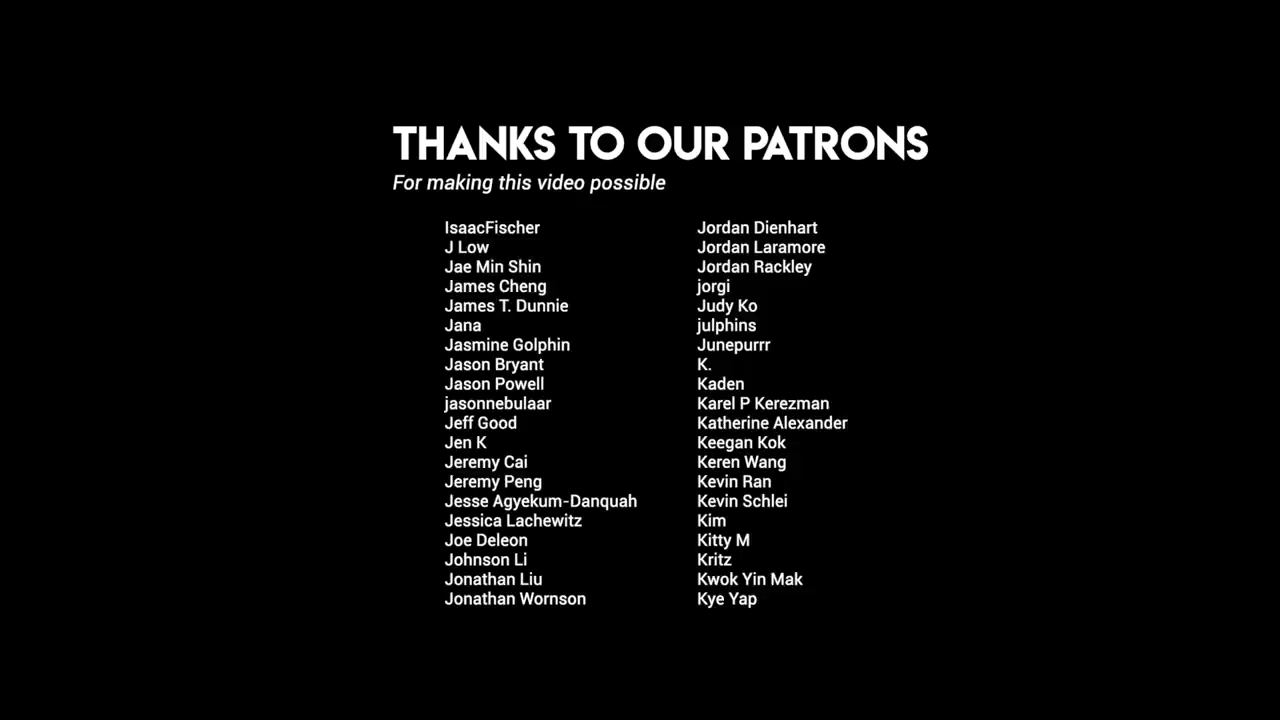 THANKS TO OUR PATRONS
For making this video possible
IsaacFischer
J Low
Jae Min Shin
James Cheng
James T. Dunnie
Jana
Jasmine Golphin
Jason Bryant
Jason Powell
jasonnebulaar
Jeff Good
Jen K
Jeremy Cai
Jeremy Peng
Jesse Agyekum-Danquah
Jessica Lachewitz
Joe Deleon
Johnson Li
Jonathan Liu
Jonathan Wornson
Jordan Dienhart
Jordan Laramore
Jordan Rackley
jorgi
Judy Ko
julphins
Junepurrr
K.
Kaden
Karel P Kerezman
Katherine Alexander
Keegan Kok
Keren Wang
Kevin Ran
Kevin Schlei
Kim
Kitty M
Kritz
Kwok Yin Mak
Kye Yap